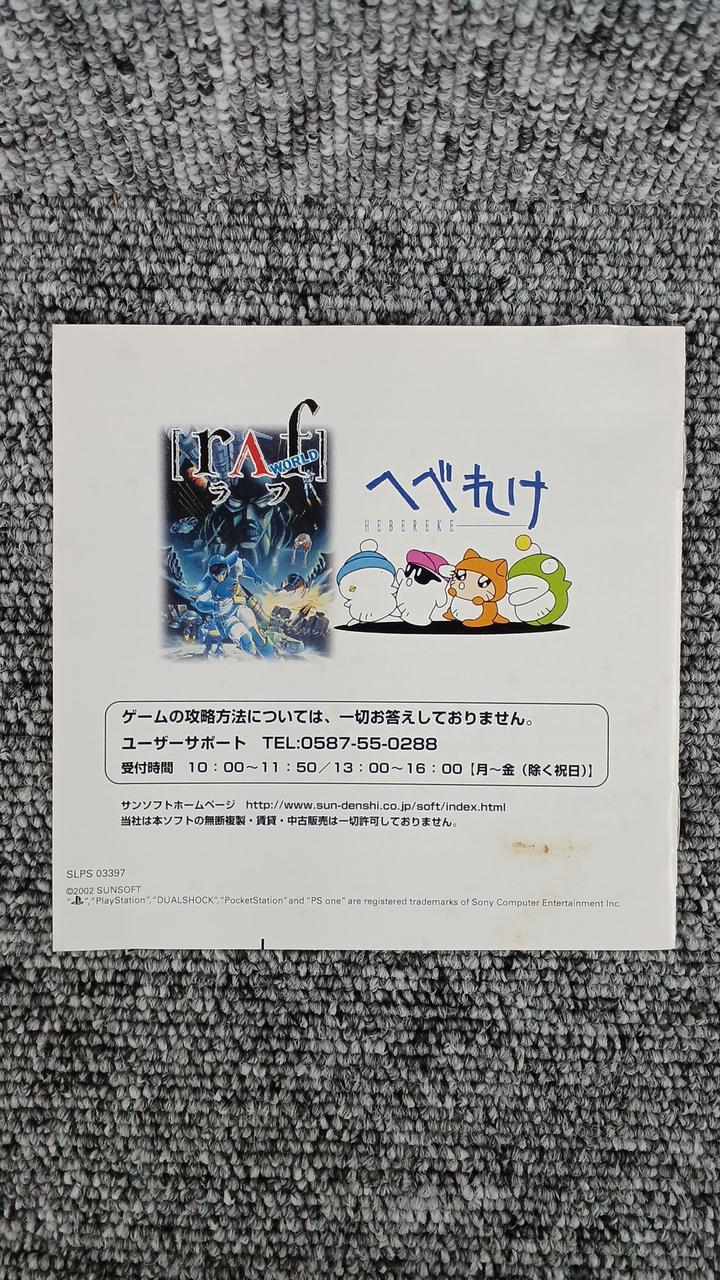 [rΛf]
WORLD
ラフ
へべれけ
HEBEREKE
ゲームの攻略方法については、一切お答えしておりません。
ユーザーサポート TEL:0587-55-0288
受付時間 10：00～11：50／13：00～16：00【月～金（除く祝日）】
サンソフトホームページ http://www.sun-denshi.co.jp/soft/index.html
当社は本ソフトの無断複製・賃貸・中古販売は一切許可しておりません。
SLPS 03397
©2002 SUNSOFT
“ ”, “PlayStation”, “DUALSHOCK”, “PocketStation” and “PS one” are registered trademarks of Sony Computer Entertainment Inc.